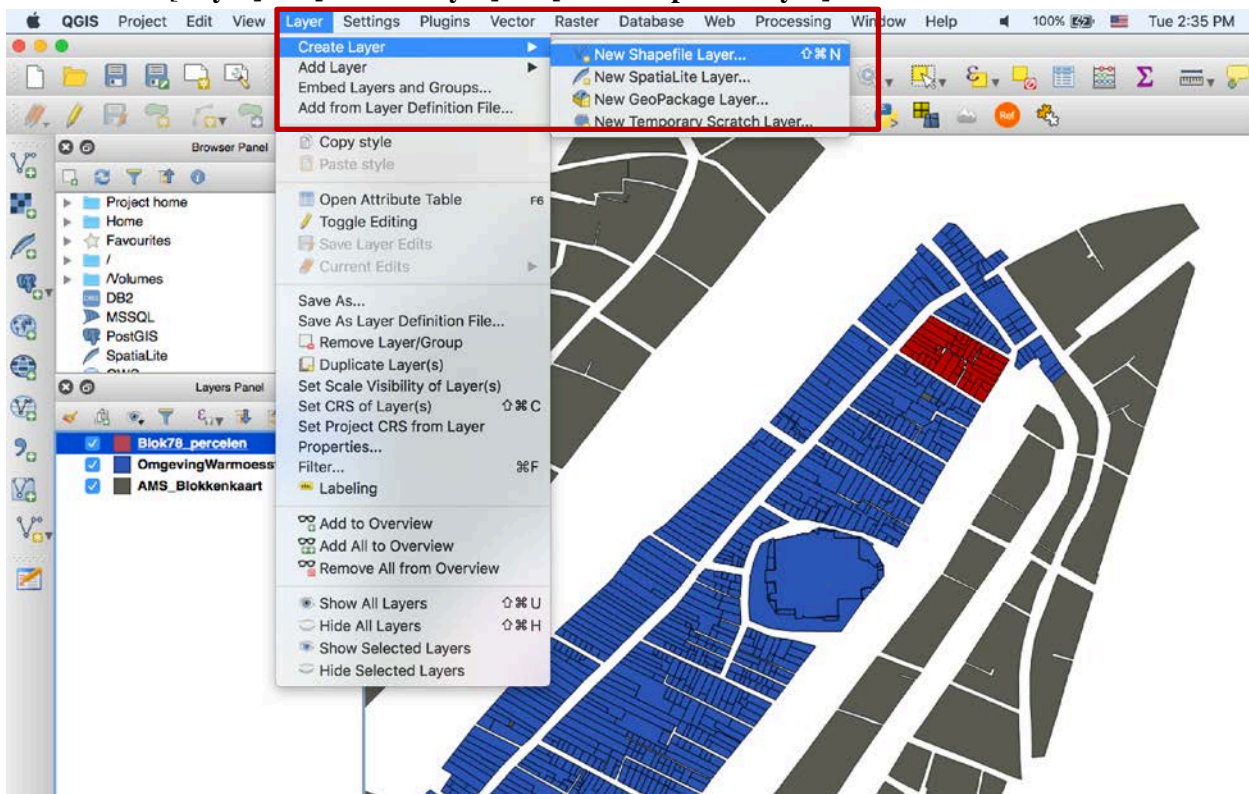 QGIS Project Edit View Layer Settings Plugins Vector Raster Database Web Processing Window Help 100% Tue 2:35 PM
Create Layer
Add Layer
Embed Layers and Groups...
Add from Layer Definition File...
New Shapefile Layer... ⇧⌘N
New SpatiaLite Layer...
New GeoPackage Layer...
New Temporary Scratch Layer...
Copy style
Paste style
Open Attribute Table F6
Toggle Editing
Save Layer Edits
Current Edits
Save As...
Save As Layer Definition File...
Remove Layer/Group
Duplicate Layer(s)
Set Scale Visibility of Layer(s)
Set CRS of Layer(s) ⇧⌘C
Set Project CRS from Layer
Properties...
Filter... ⌘F
Labeling
Add to Overview
Add All to Overview
Remove All from Overview
Show All Layers ⇧⌘U
Hide All Layers ⇧⌘H
Show Selected Layers
Hide Selected Layers
Browser Panel
Project home
Home
Favourites
/
/Volumes
DB2
MSSQL
PostGIS
SpatiaLite
Layers Panel
Blok78_percelen
OmgevingWarmoess
AMS_Blokkenkaart
Ref